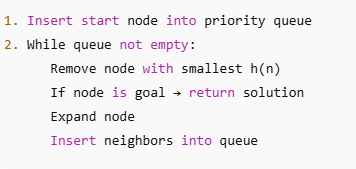 1. Insert start node into priority queue
2. While queue not empty:
Remove node with smallest h(n)
If node is goal → return solution
Expand node
Insert neighbors into queue